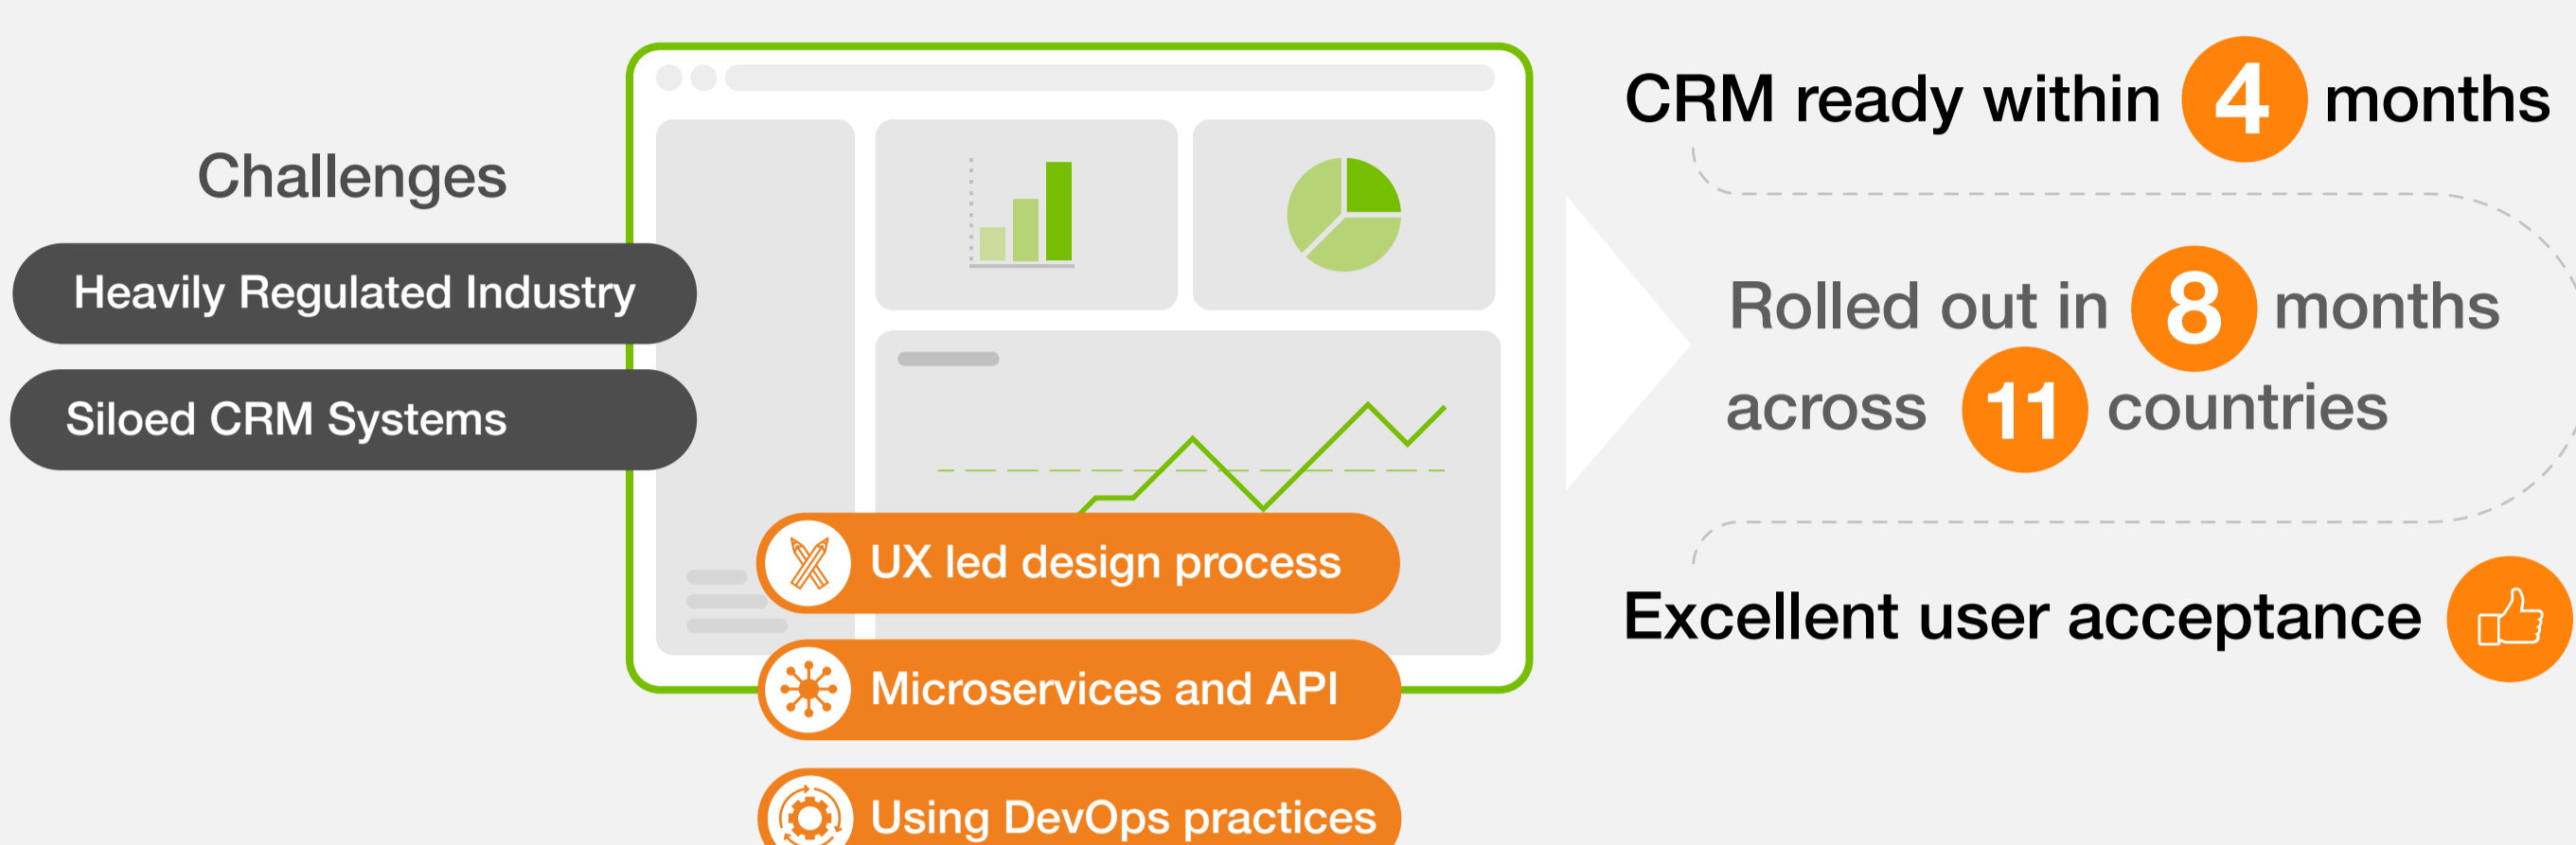 Challenges
Heavily Regulated Industry
Siloed CRM Systems
UX led design process
Microservices and API
Using DevOps practices
CRM ready within 4 months
Rolled out in 8 months
across 11 countries
Excellent user acceptance